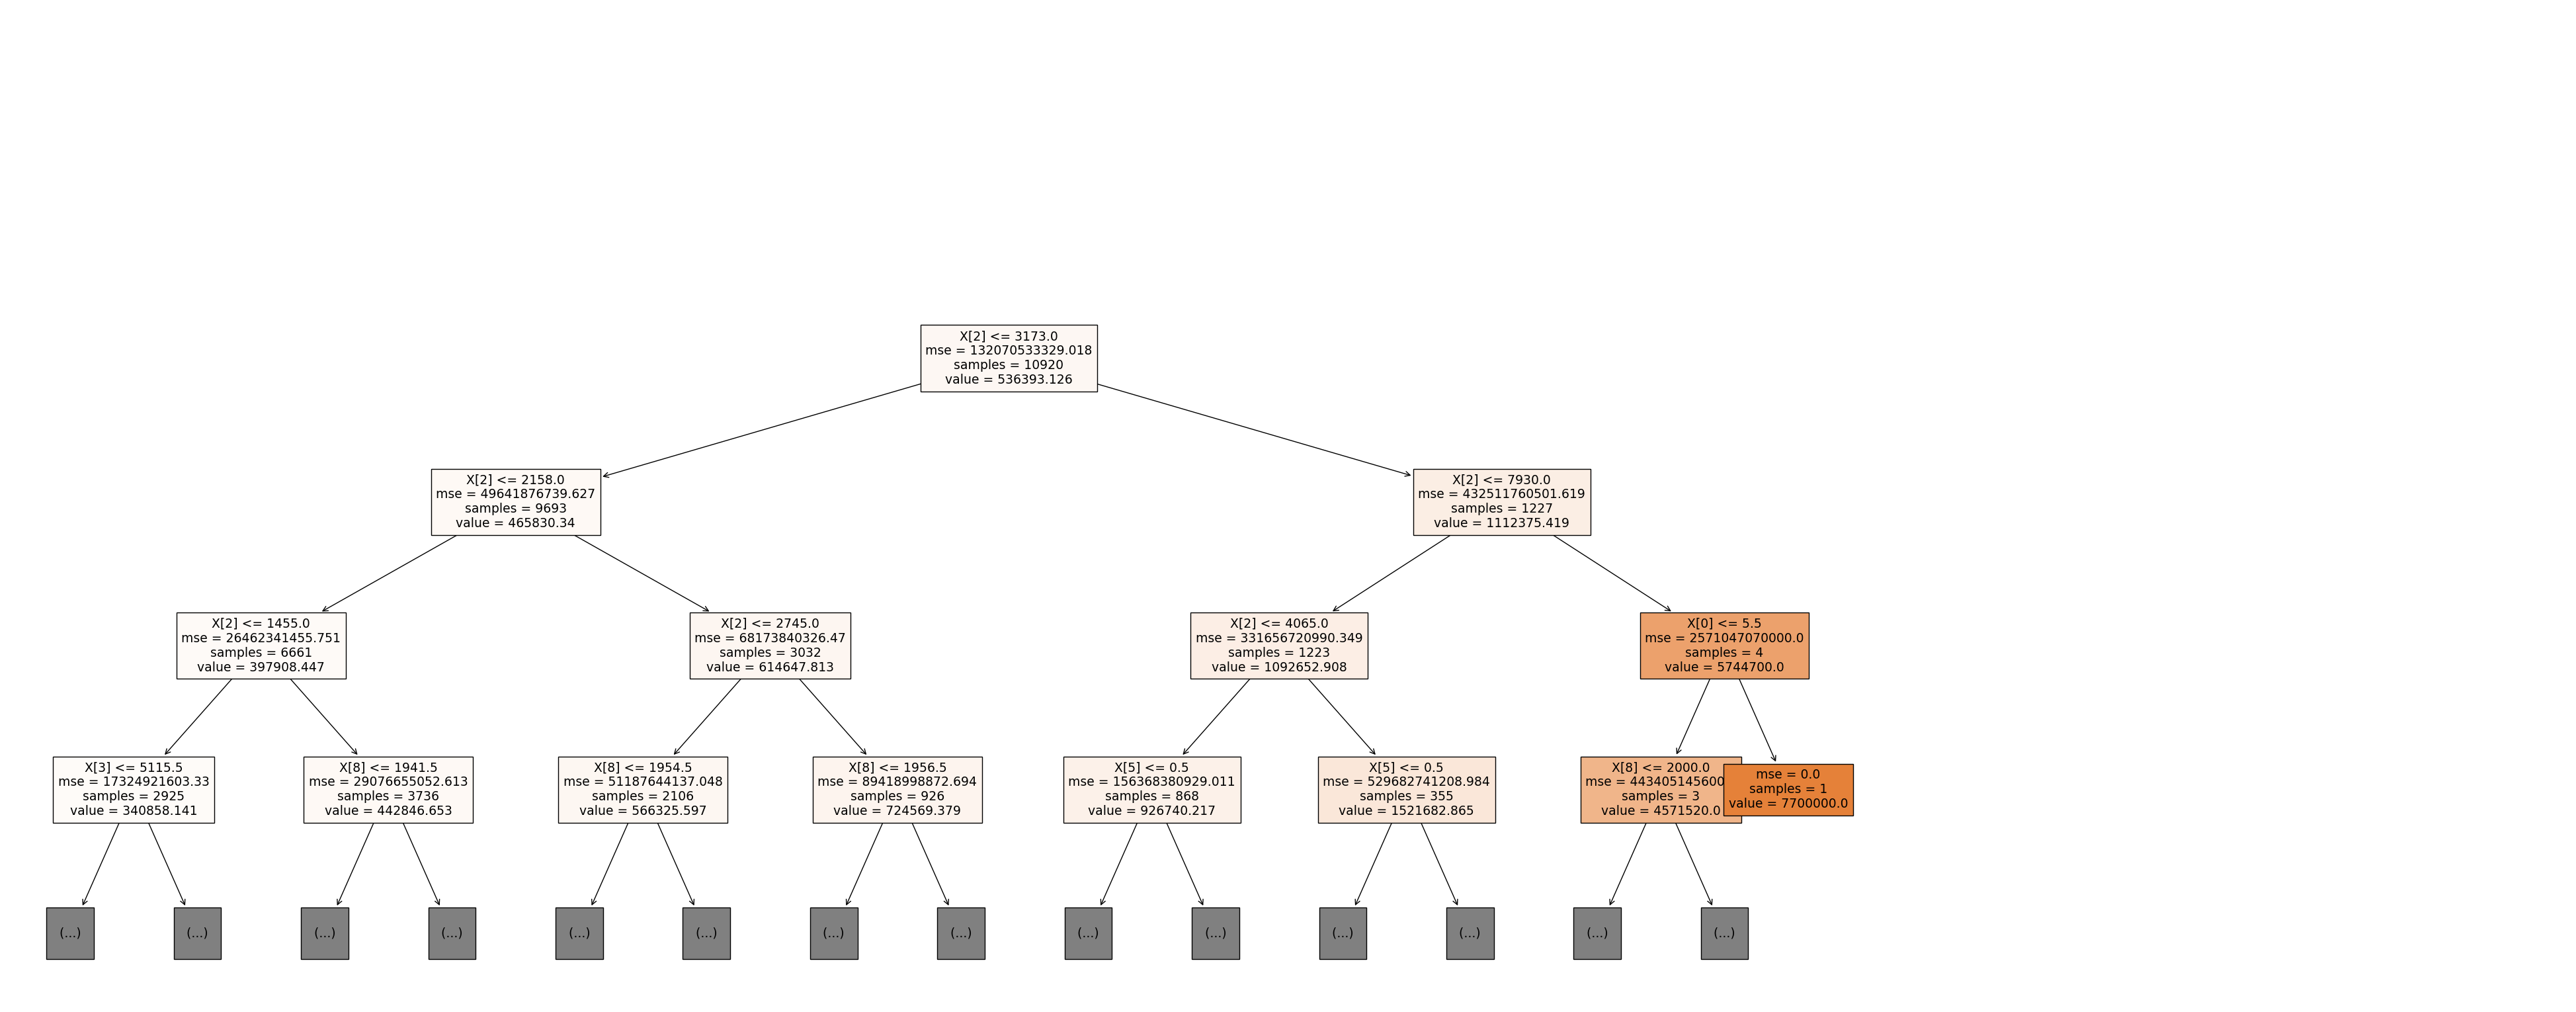 X[2] <= 3173.0
mse = 132070533329.018
samples = 10920
value = 536393.126
X[2] <= 2158.0
mse = 49641876739.627
samples = 9693
value = 465830.34
X[2] <= 7930.0
mse = 432511760501.619
samples = 1227
value = 1112375.419
X[2] <= 1455.0
mse = 26462341455.751
samples = 6661
value = 397908.447
X[2] <= 2745.0
mse = 68173840326.47
samples = 3032
value = 614647.813
X[2] <= 4065.0
mse = 331656720990.349
samples = 1223
value = 1092652.908
X[0] <= 5.5
mse = 2571047070000.0
samples = 4
value = 5744700.0
X[3] <= 5115.5
mse = 17324921603.33
samples = 2925
value = 340858.141
X[8] <= 1941.5
mse = 29076655052.613
samples = 3736
value = 442846.653
X[8] <= 1954.5
mse = 51187644137.048
samples = 2106
value = 566325.597
X[8] <= 1956.5
mse = 89418998872.694
samples = 926
value = 724569.379
X[5] <= 0.5
mse = 156368380929.011
samples = 868
value = 926740.217
X[5] <= 0.5
mse = 529682741208.984
samples = 355
value = 1521682.865
X[8] <= 2000.0
mse = 443405145600
samples = 3
value = 4571520.0
mse = 0.0
samples = 1
value = 7700000.0
(...)
(...)
(...)
(...)
(...)
(...)
(...)
(...)
(...)
(...)
(...)
(...)
(...)
(...)